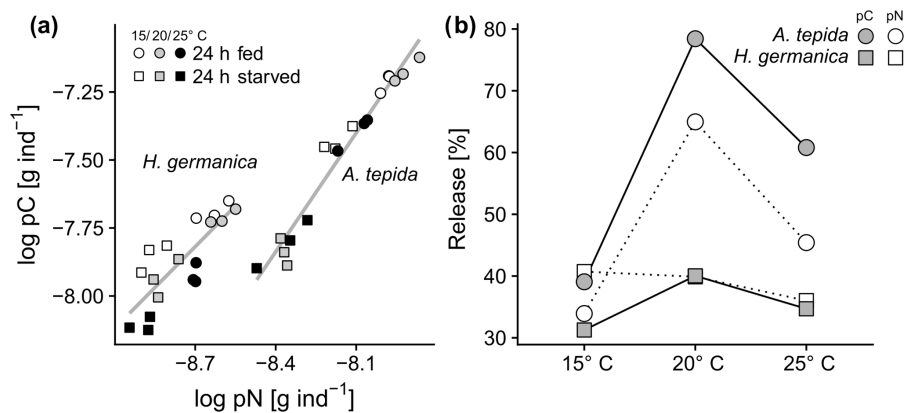 (a)
15/20/25° C
24 h fed
24 h starved
H. germanica
A. tepida
log pC [g ind⁻¹]
−7.25
−7.50
−7.75
−8.00
−8.7
−8.4
−8.1
log pN [g ind⁻¹]
(b)
pC pN
A. tepida
H. germanica
Release [%]
80
70
60
50
40
30
15° C
20° C
25° C